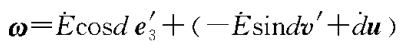 ω=Ėcosd e′₃+(−Ėsindv′+ḋu)